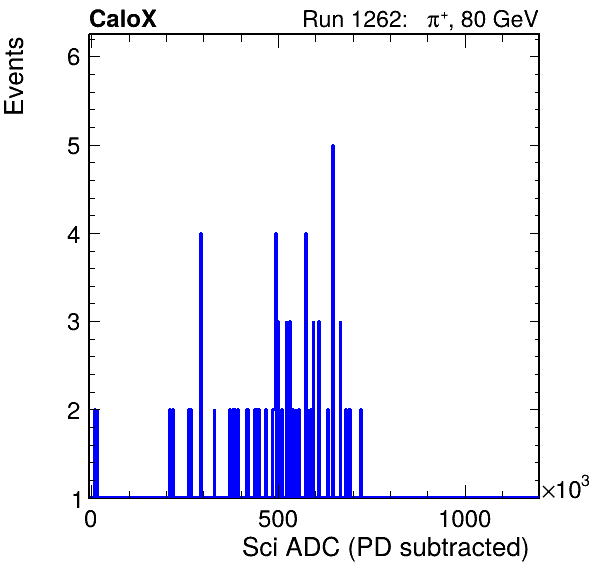 CaloX Run 1262: π⁺, 80 GeV
Events
6
5
4
3
2
1
0 500 1000 ×10³
Sci ADC (PD subtracted)